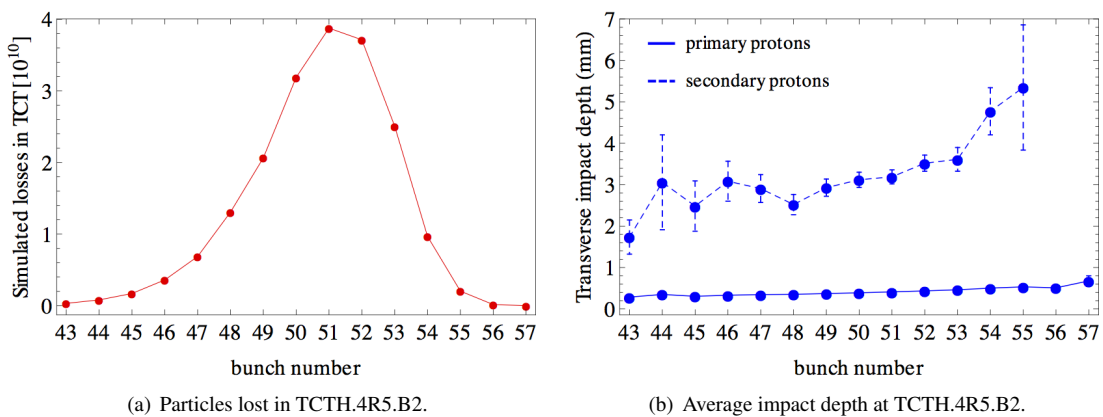 Simulated losses in TCT [10^10]
4
3
2
1
0
43 44 45 46 47 48 49 50 51 52 53 54 55 56 57
bunch number
(a) Particles lost in TCTH.4R5.B2.
Transverse impact depth (mm)
7
6
5
4
3
2
1
0
primary protons
secondary protons
43 44 45 46 47 48 49 50 51 52 53 54 55 56 57
bunch number
(b) Average impact depth at TCTH.4R5.B2.